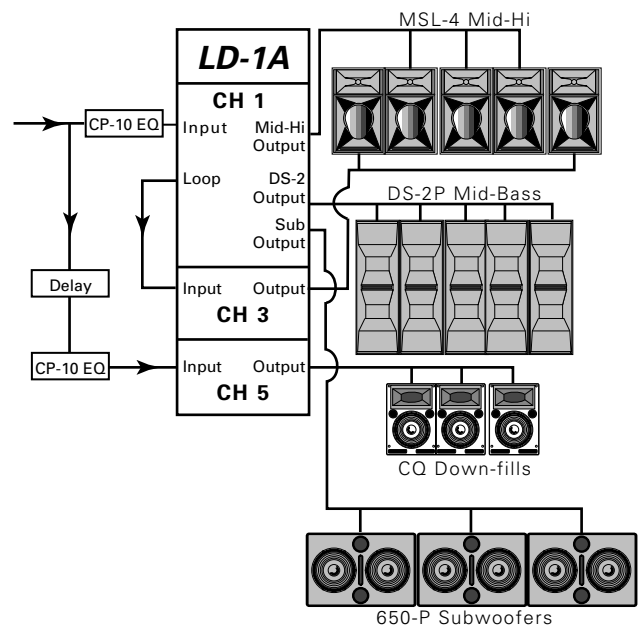 MSL-4 Mid-Hi
LD-1A
CH 1
CP-10 EQ
Input
Mid-Hi
Output
Loop
DS-2
Output
DS-2P Mid-Bass
Sub
Output
Delay
Input
Output
CH 3
CP-10 EQ
Input
Output
CH 5
CQ Down-fills
650-P Subwoofers